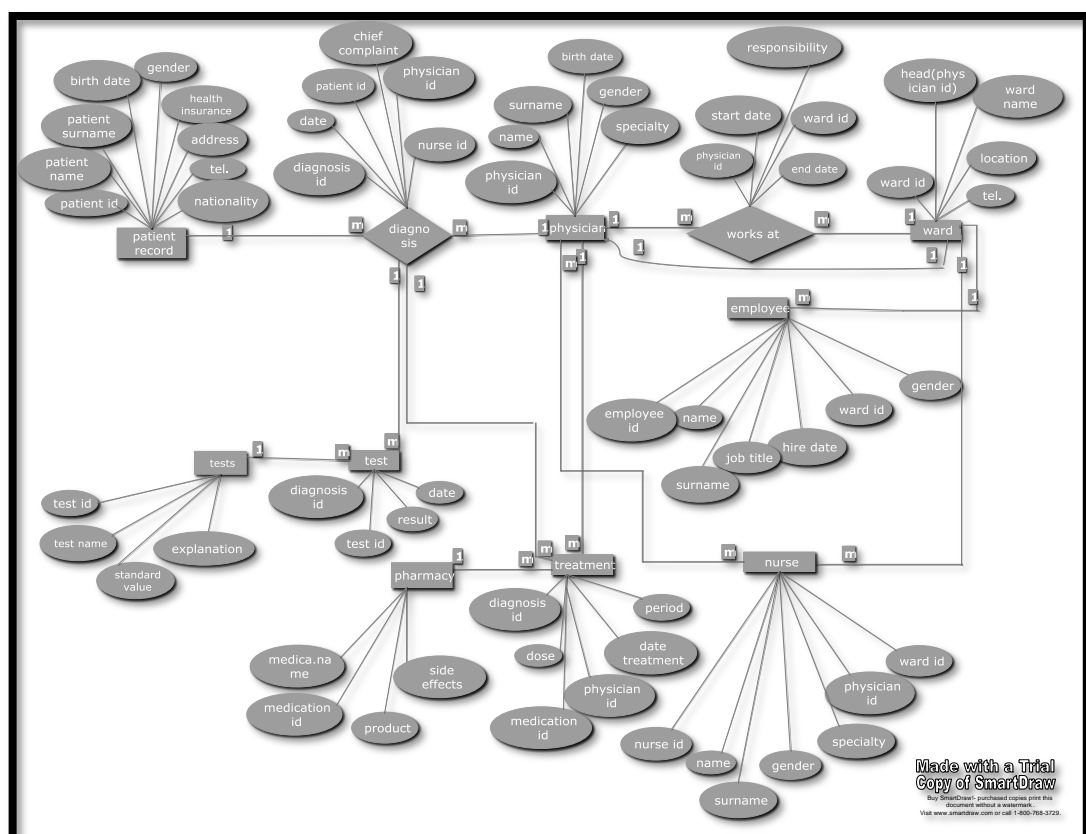 chief
complaint
responsibility
birth date
gender
birth date
physician
id
head(phys
ician id)
ward
name
patient id
health
insurance
surname
gender
start date
ward id
patient
surname
date
name
specialty
address
nurse id
location
patient
name
tel.
diagnosis
id
physician
id
physician
id
end date
ward id
tel.
patient id
nationality
patient
record
1
m
diagno
sis
m
1
physician
1
m
works at
m
1
ward
m
1
1
1
1
1
1
1
employee
m
employee
id
name
surname
job title
hire date
ward id
gender
tests
1
m
test
m
test id
test name
standard
value
explanation
diagnosis
id
test id
result
date
pharmacy
1
m
m
m
treatment
m
nurse
m
medica.na
me
medication
id
product
side
effects
diagnosis
id
dose
medication
id
physician
id
date
treatment
period
nurse id
name
surname
gender
specialty
physician
id
ward id
Made with a Trial
Copy of SmartDraw
Buy SmartDraw!- purchased copies print this
document without a watermark .
Visit www.smartdraw.com or call 1-800-768-3729.